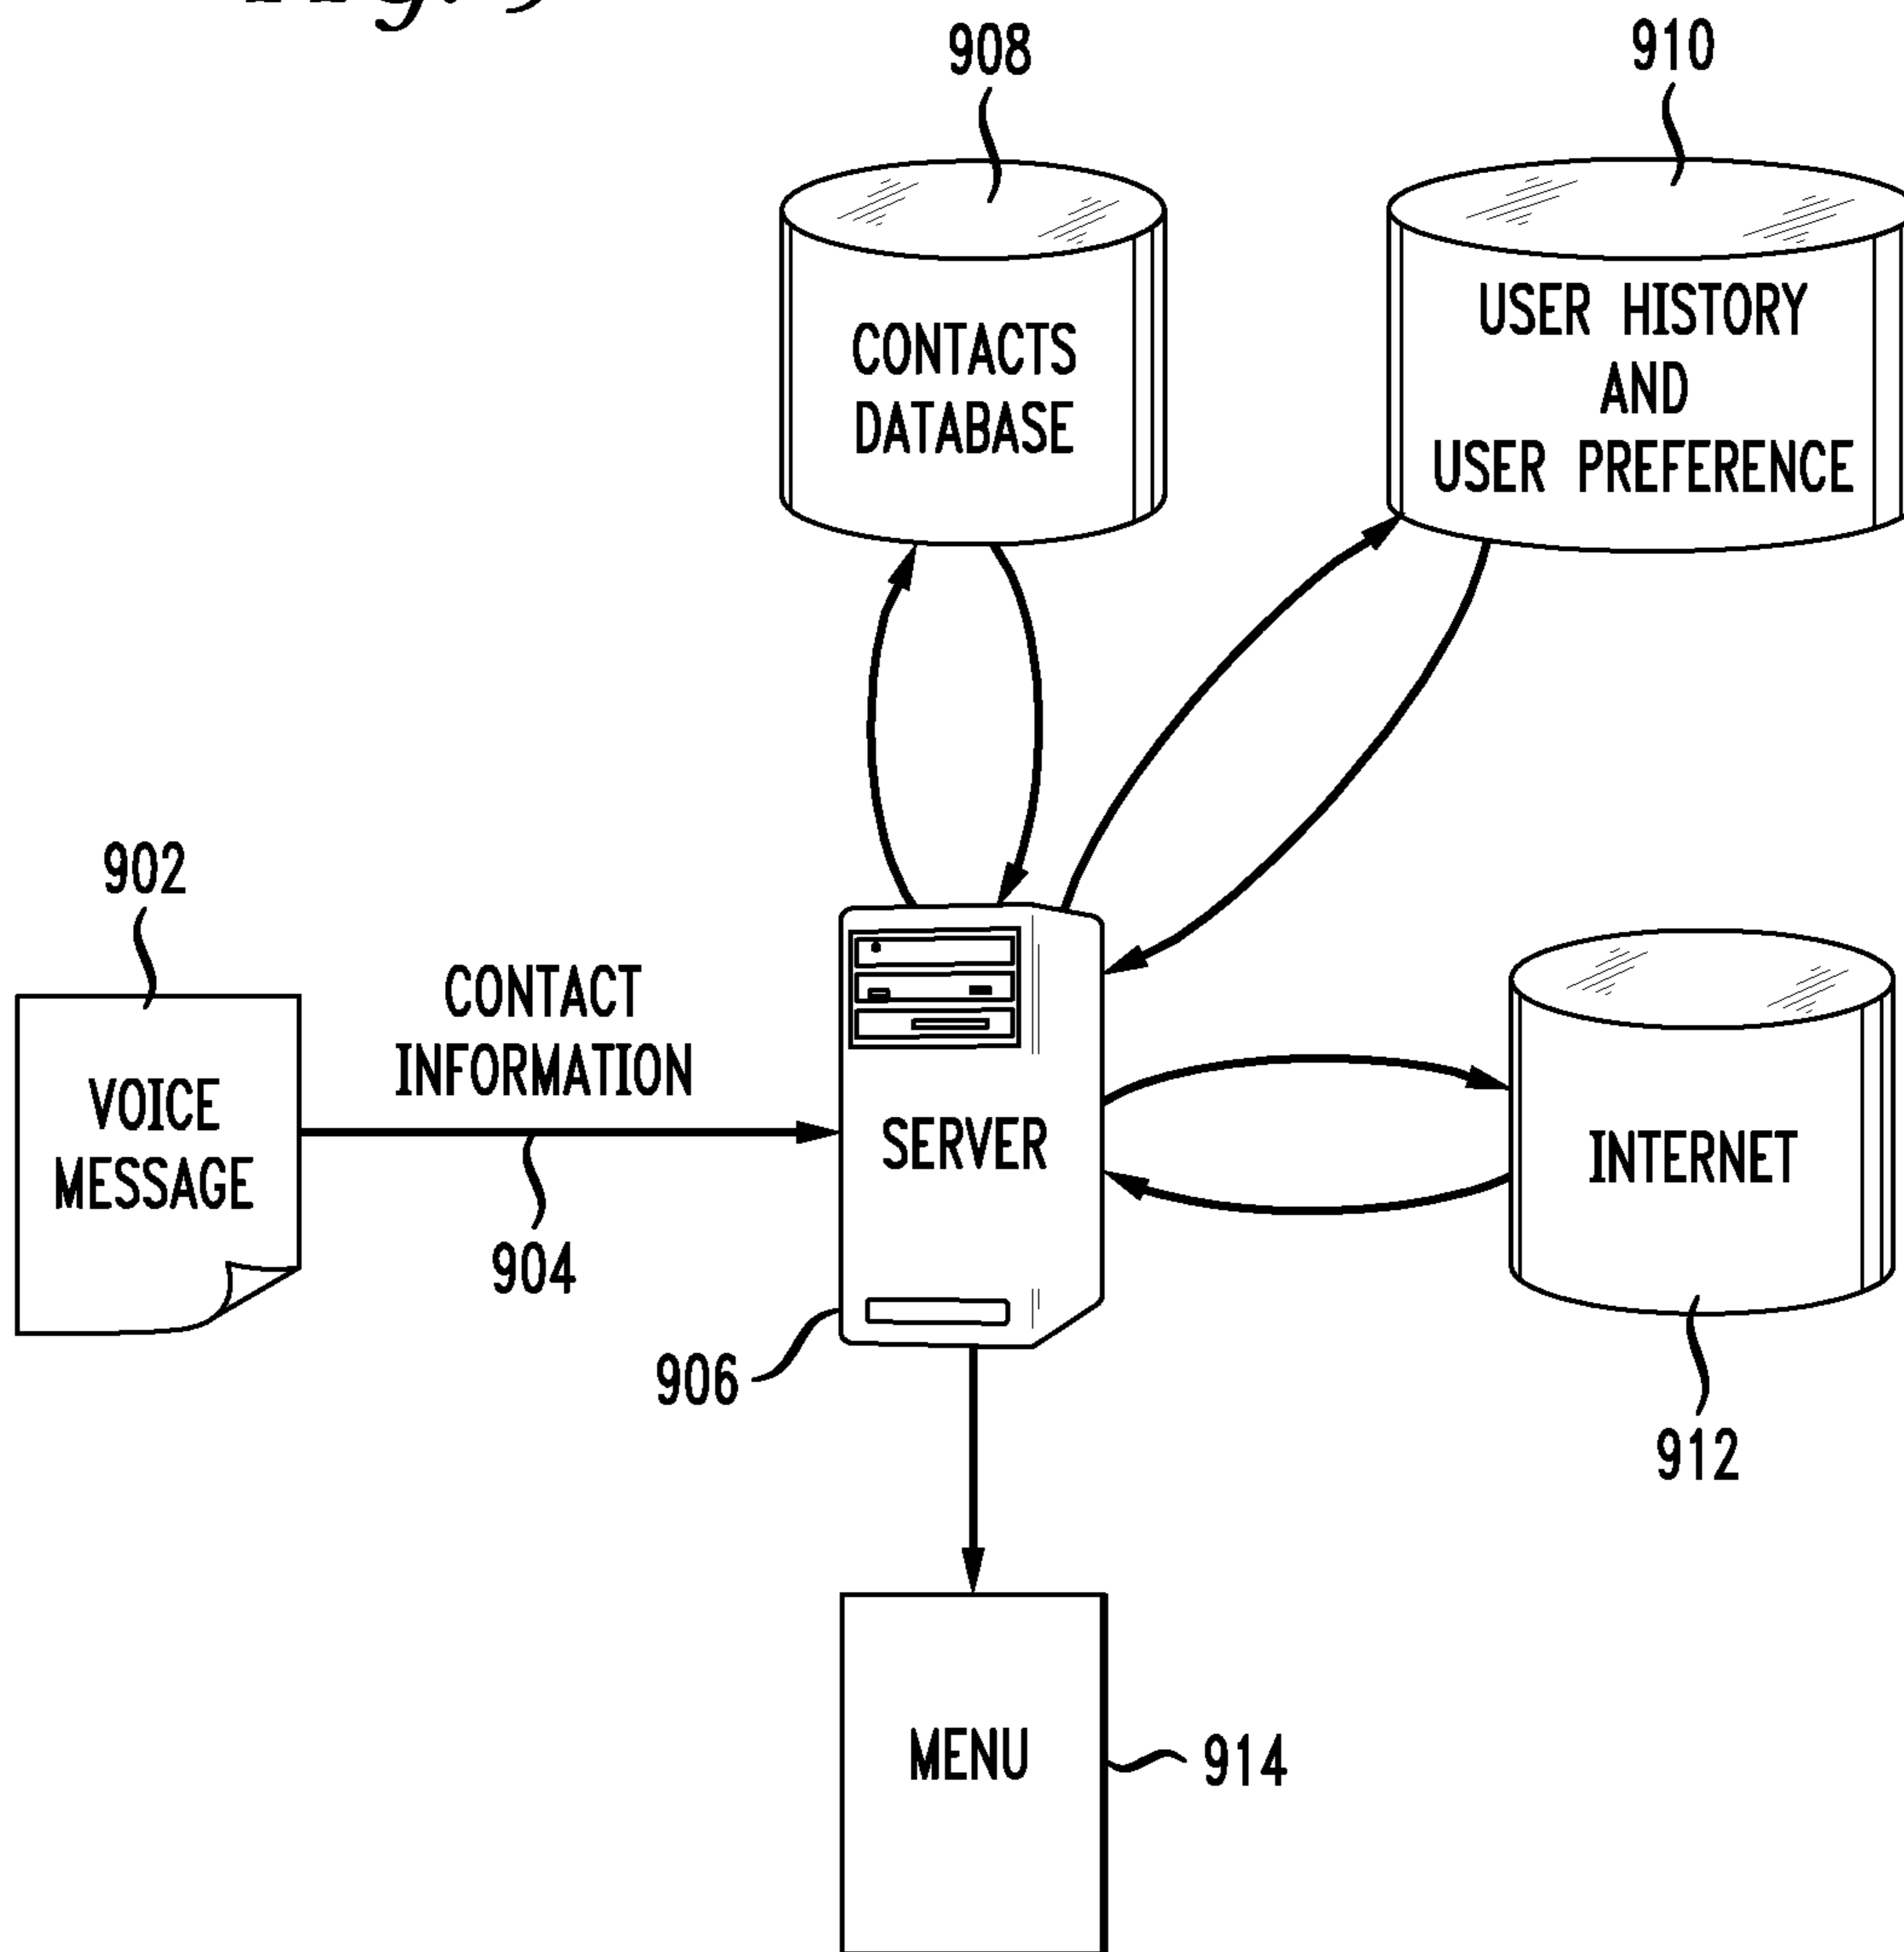 908
910
CONTACTS
DATABASE
USER HISTORY
AND
USER PREFERENCE
902
CONTACT
INFORMATION
VOICE
MESSAGE
904
SERVER
INTERNET
906
912
MENU
914